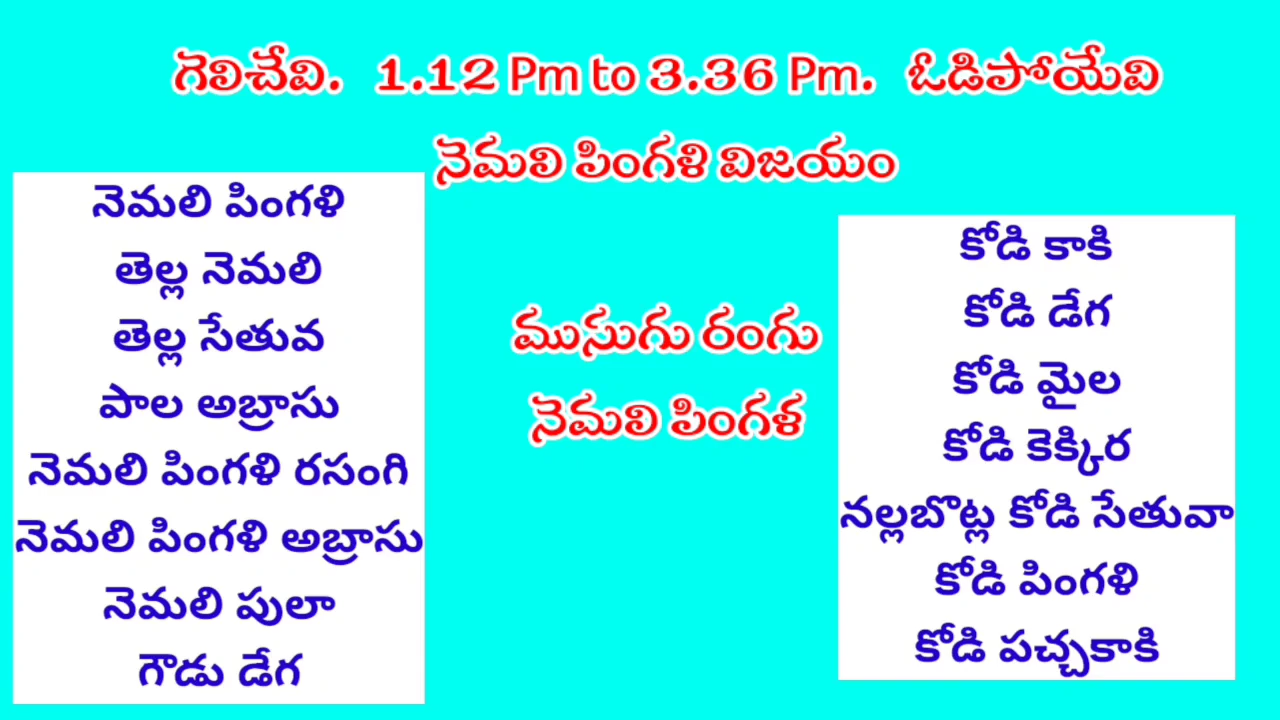 గెలిచేవి. 1.12 Pm to 3.36 Pm. ఓడిపోయేవి
నెమలి పింగళి విజయం
నెమలి పింగళి
తెల్ల నెమలి
తెల్ల సేతువ
పాల అబ్రాసు
నెమలి పింగళి రసంగి
నెమలి పింగళి అబ్రాసు
నెమలి పులా
గౌడు డేగ
ముసుగు రంగు
నెమలి పింగళ
కోడి కాకి
కోడి డేగ
కోడి మైల
కోడి కెక్కిర
నల్లబొట్ల కోడి సేతువా
కోడి పింగళి
కోడి పచ్చకాకి